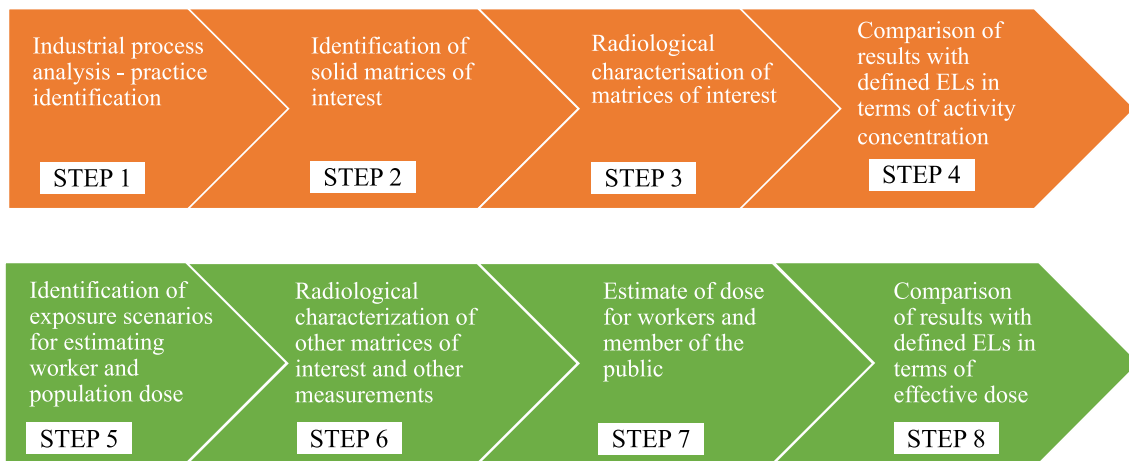 Industrial process
analysis - practice
identification
STEP 1
Identification of
solid matrices of
interest
STEP 2
Radiological
characterisation of
matrices of interest
STEP 3
Comparison of
results with
defined ELs in
terms of activity
concentration
STEP 4
Identification of
exposure scenarios
for estimating
worker and
population dose
STEP 5
Radiological
characterization of
other matrices of
interest and other
measurements
STEP 6
Estimate of dose
for workers and
member of the
public
STEP 7
Comparison
of results with
defined ELs in
terms of
effective dose
STEP 8